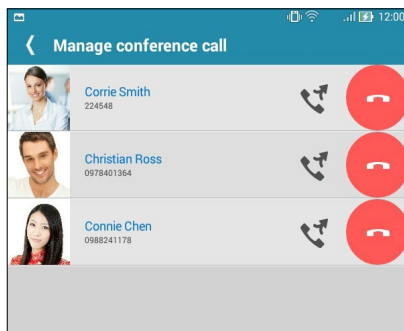 12:00
Manage conference call
Corrie Smith
224548
Christian Ross
0978401364
Connie Chen
0988241178